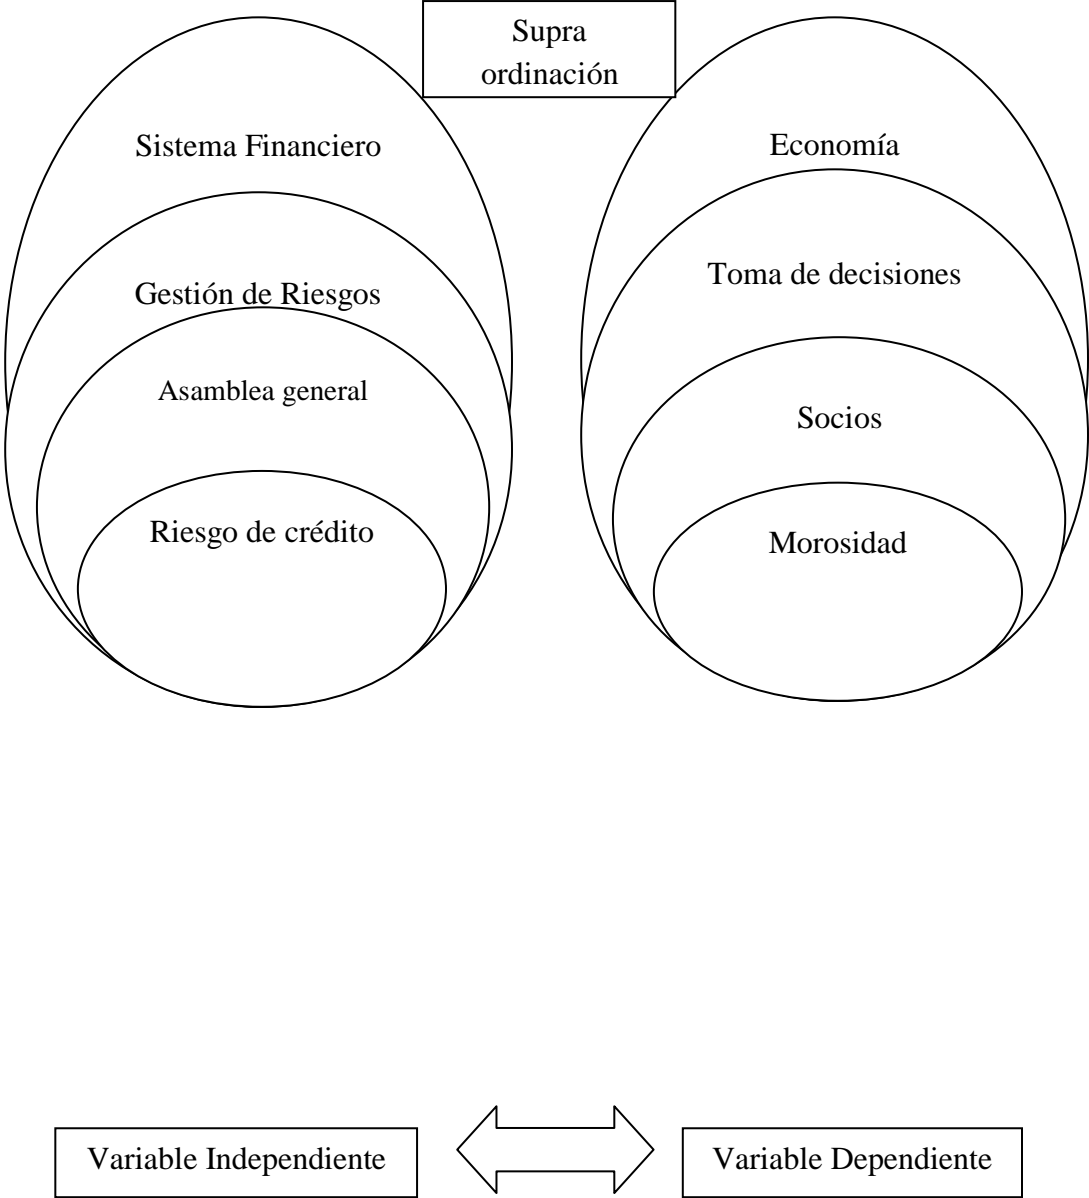 Supra
ordinación
Sistema Financiero
Gestión de Riesgos
Asamblea general
Riesgo de crédito
Economía
Toma de decisiones
Socios
Morosidad
Variable Independiente
Variable Dependiente